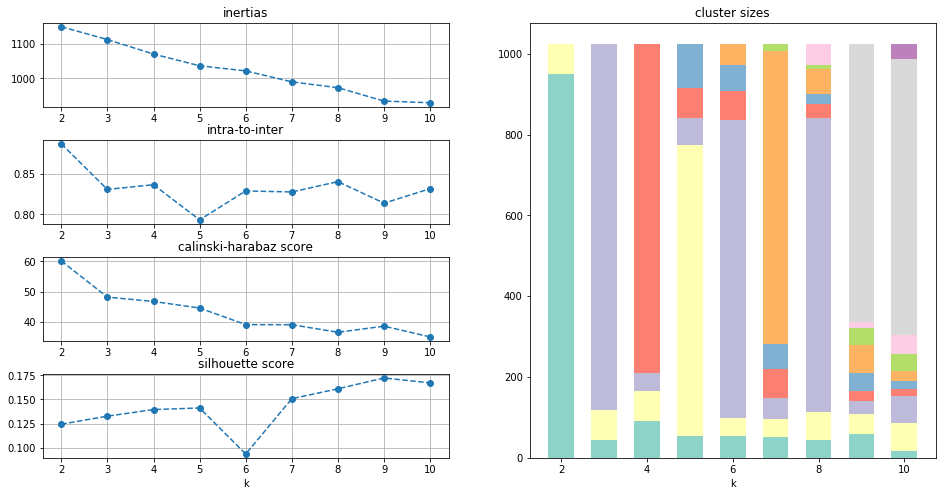 inertias
1100
1000
2 3 4 5 6 7 8 9 10
intra-to-inter
0.85
0.80
2 3 4 5 6 7 8 9 10
calinski-harabaz score
60
50
40
2 3 4 5 6 7 8 9 10
silhouette score
0.175
0.150
0.125
0.100
2 3 4 5 6 7 8 9 10
k
cluster sizes
1000
800
600
400
200
0
2 4 6 8 10
k